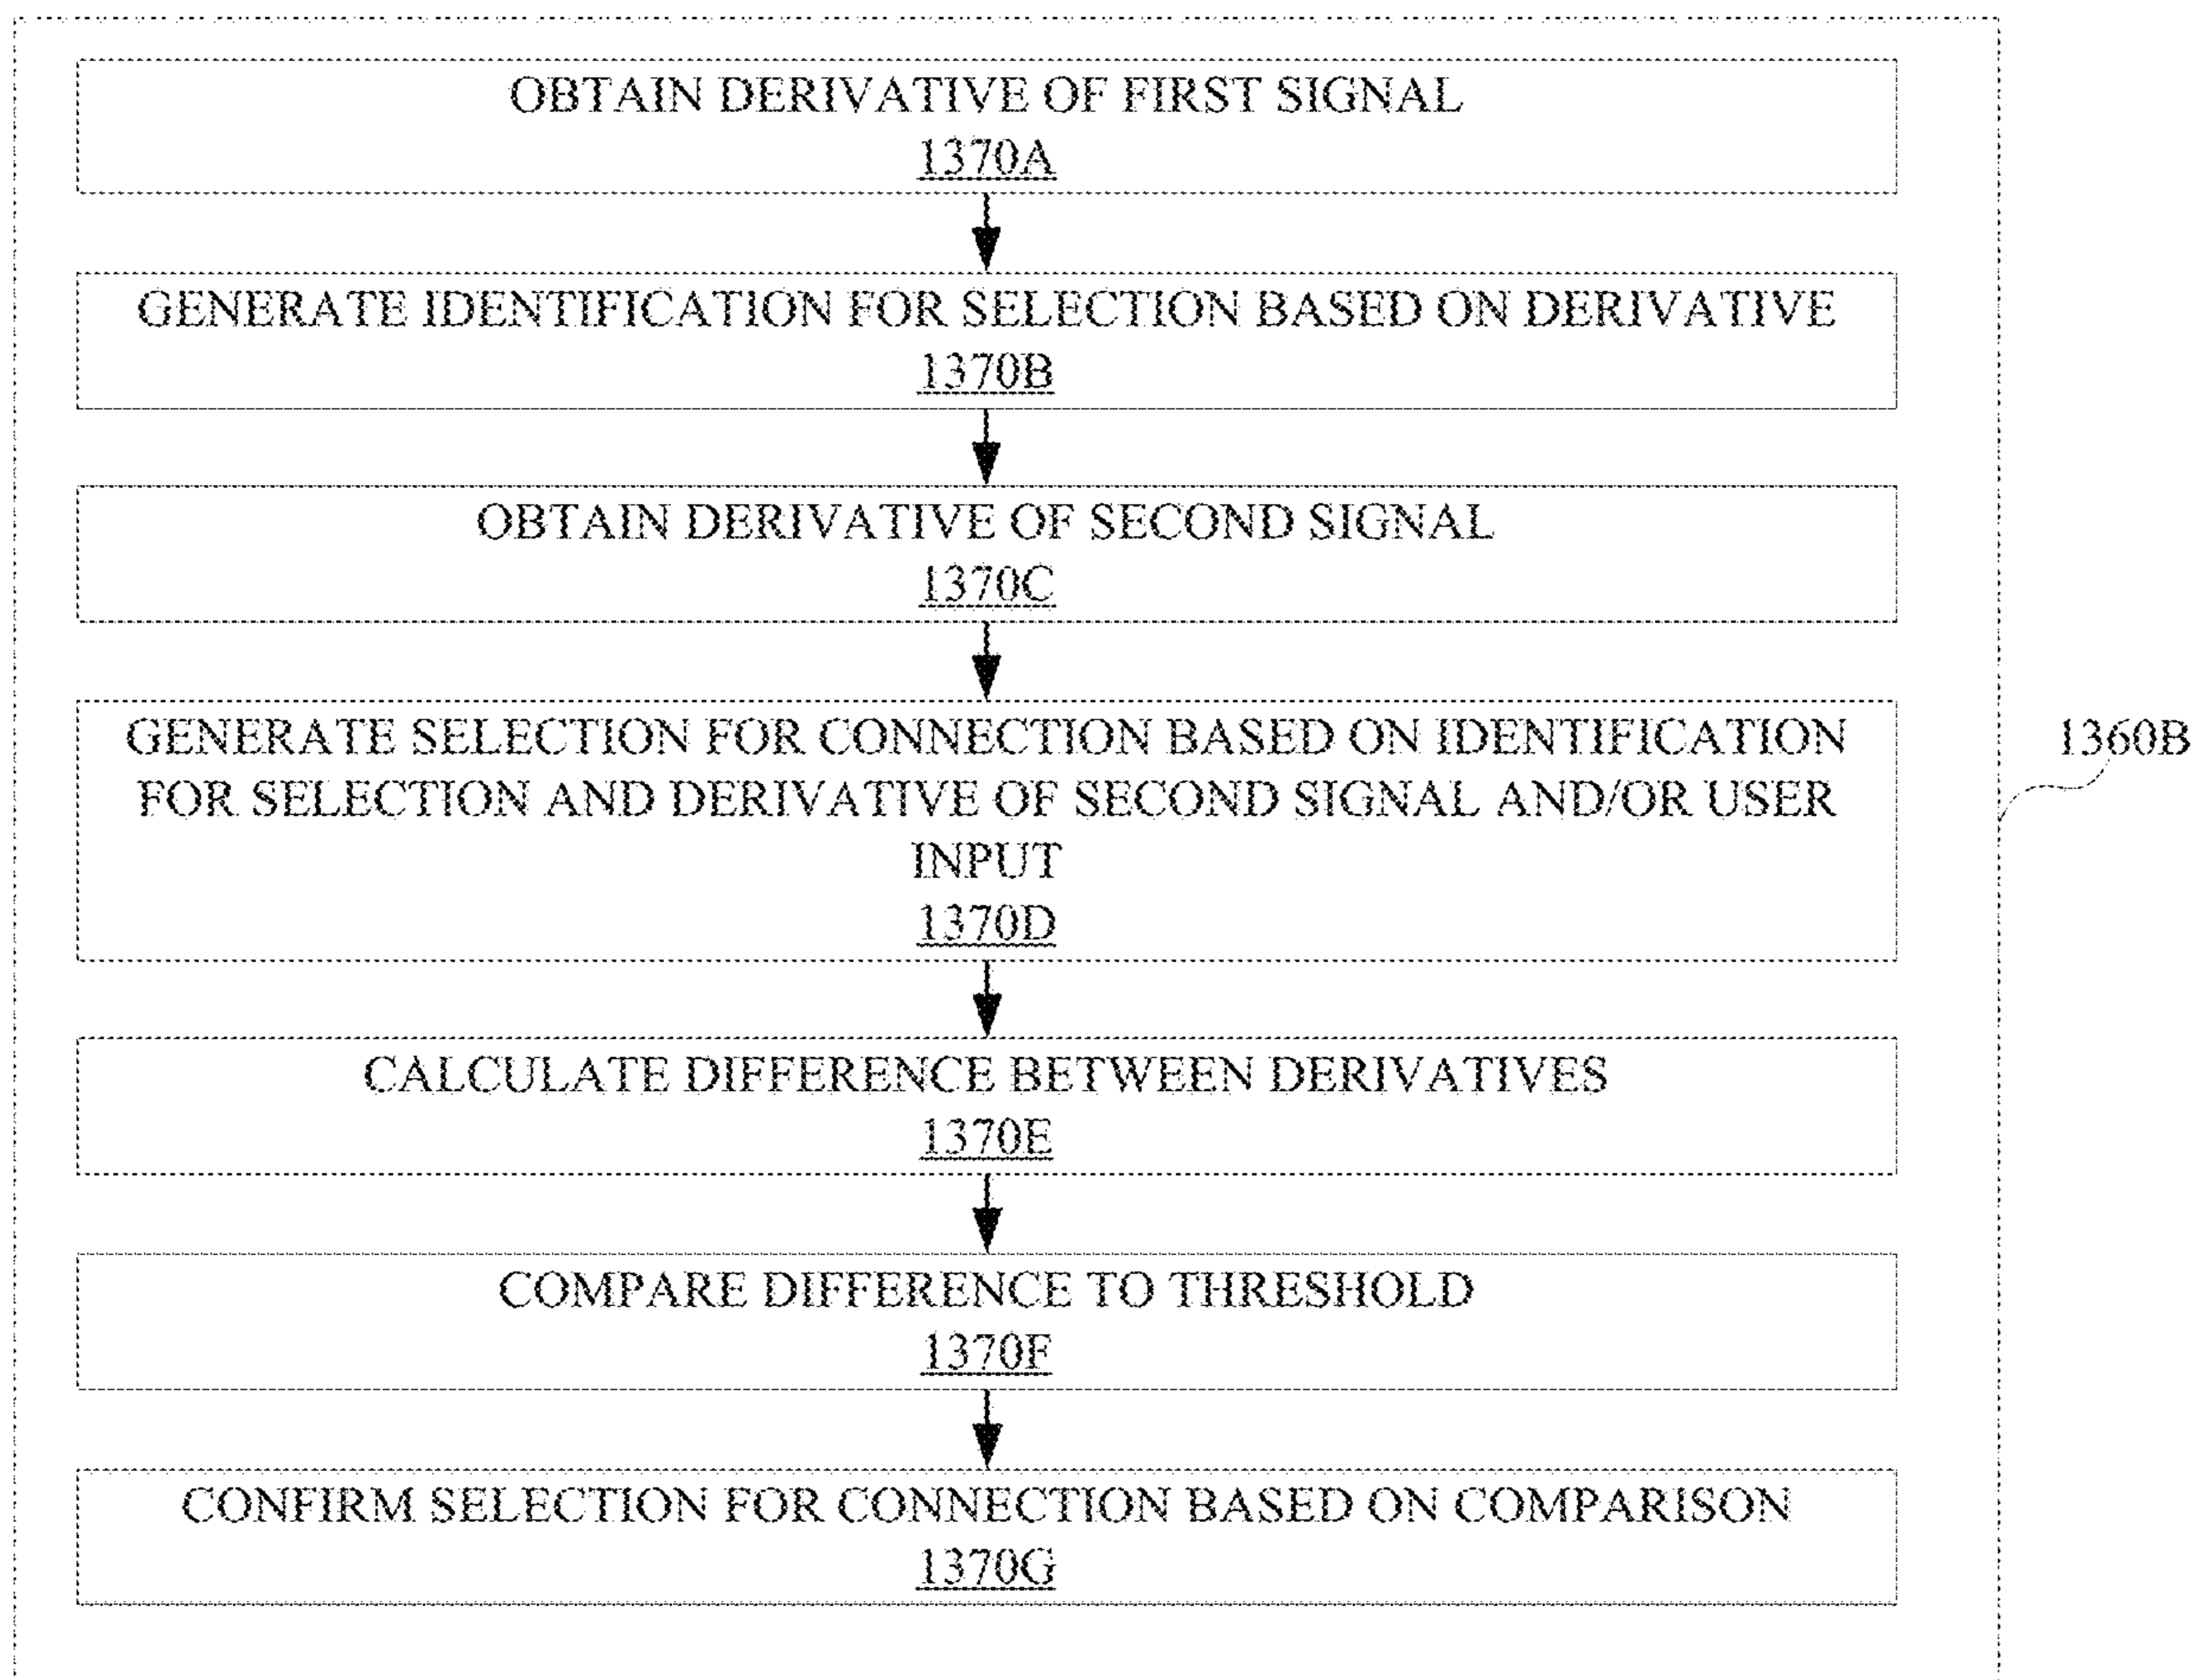 OBTAIN DERIVATIVE OF FIRST SIGNAL
1370A
GENERATE IDENTIFICATION FOR SELECTION BASED ON DERIVATIVE
1370B
OBTAIN DERIVATIVE OF SECOND SIGNAL
1370C
GENERATE SELECTION FOR CONNECTION BASED ON IDENTIFICATION
FOR SELECTION AND DERIVATIVE OF SECOND SIGNAL AND/OR USER
INPUT
1370D
1360B
CALCULATE DIFFERENCE BETWEEN DERIVATIVES
1370E
COMPARE DIFFERENCE TO THRESHOLD
1370F
CONFIRM SELECTION FOR CONNECTION BASED ON COMPARISON
1370G